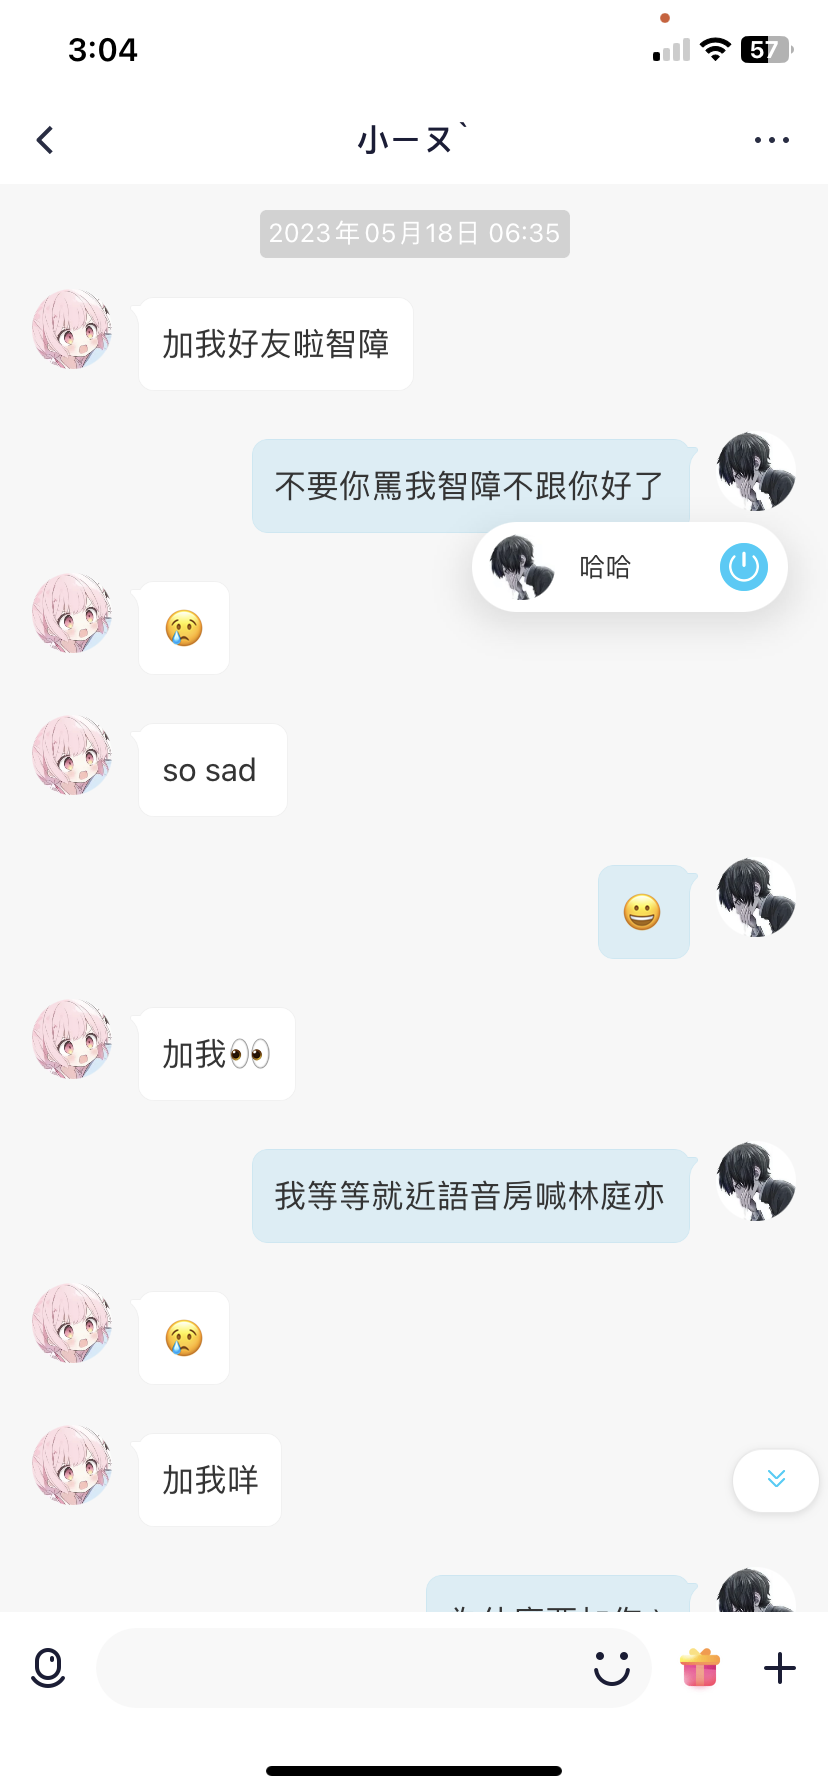 3:04
57
小ㄧヌˋ
2023年05月18日 06:35
加我好友啦智障
不要你罵我智障不跟你好了
哈哈
😢
so sad
😀
加我👀
我等等就近語音房喊林庭亦
😢
加我咩